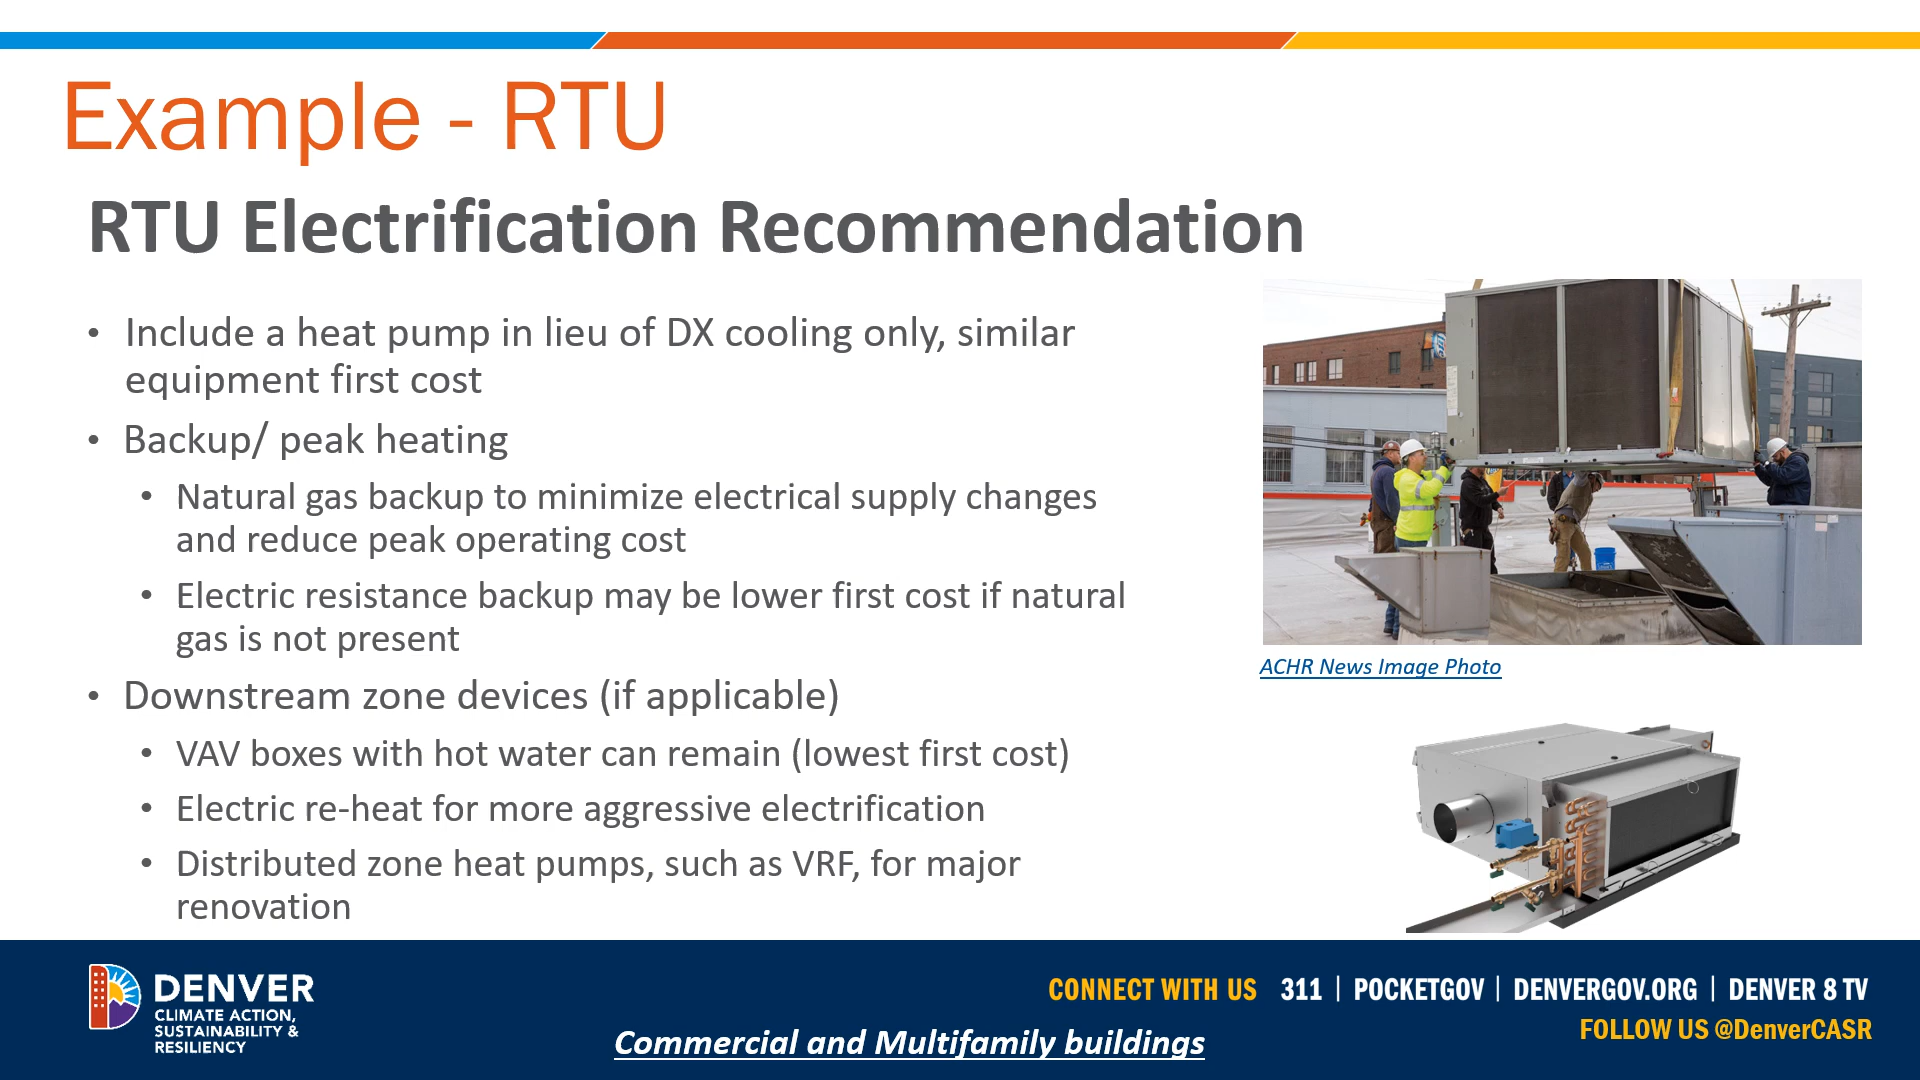 Example - RTU
RTU Electrification Recommendation
• Include a heat pump in lieu of DX cooling only, similar
equipment first cost
• Backup/ peak heating
• Natural gas backup to minimize electrical supply changes
and reduce peak operating cost
• Electric resistance backup may be lower first cost if natural
gas is not present
• Downstream zone devices (if applicable)
• VAV boxes with hot water can remain (lowest first cost)
• Electric re-heat for more aggressive electrification
• Distributed zone heat pumps, such as VRF, for major
renovation
ACHR News Image Photo
DENVER
CLIMATE ACTION,
SUSTAINABILITY &
RESILIENCY
Commercial and Multifamily buildings
CONNECT WITH US 311 | POCKETGOV | DENVERGOV.ORG | DENVER 8 TV
FOLLOW US @DenverCASR